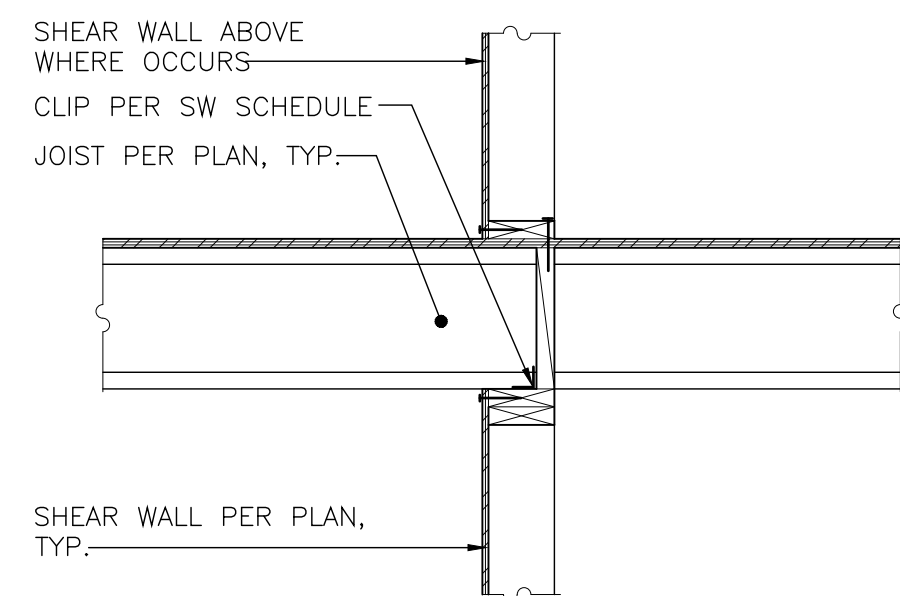 SHEAR WALL ABOVE
WHERE OCCURS
CLIP PER SW SCHEDULE
JOIST PER PLAN, TYP.
SHEAR WALL PER PLAN,
TYP.